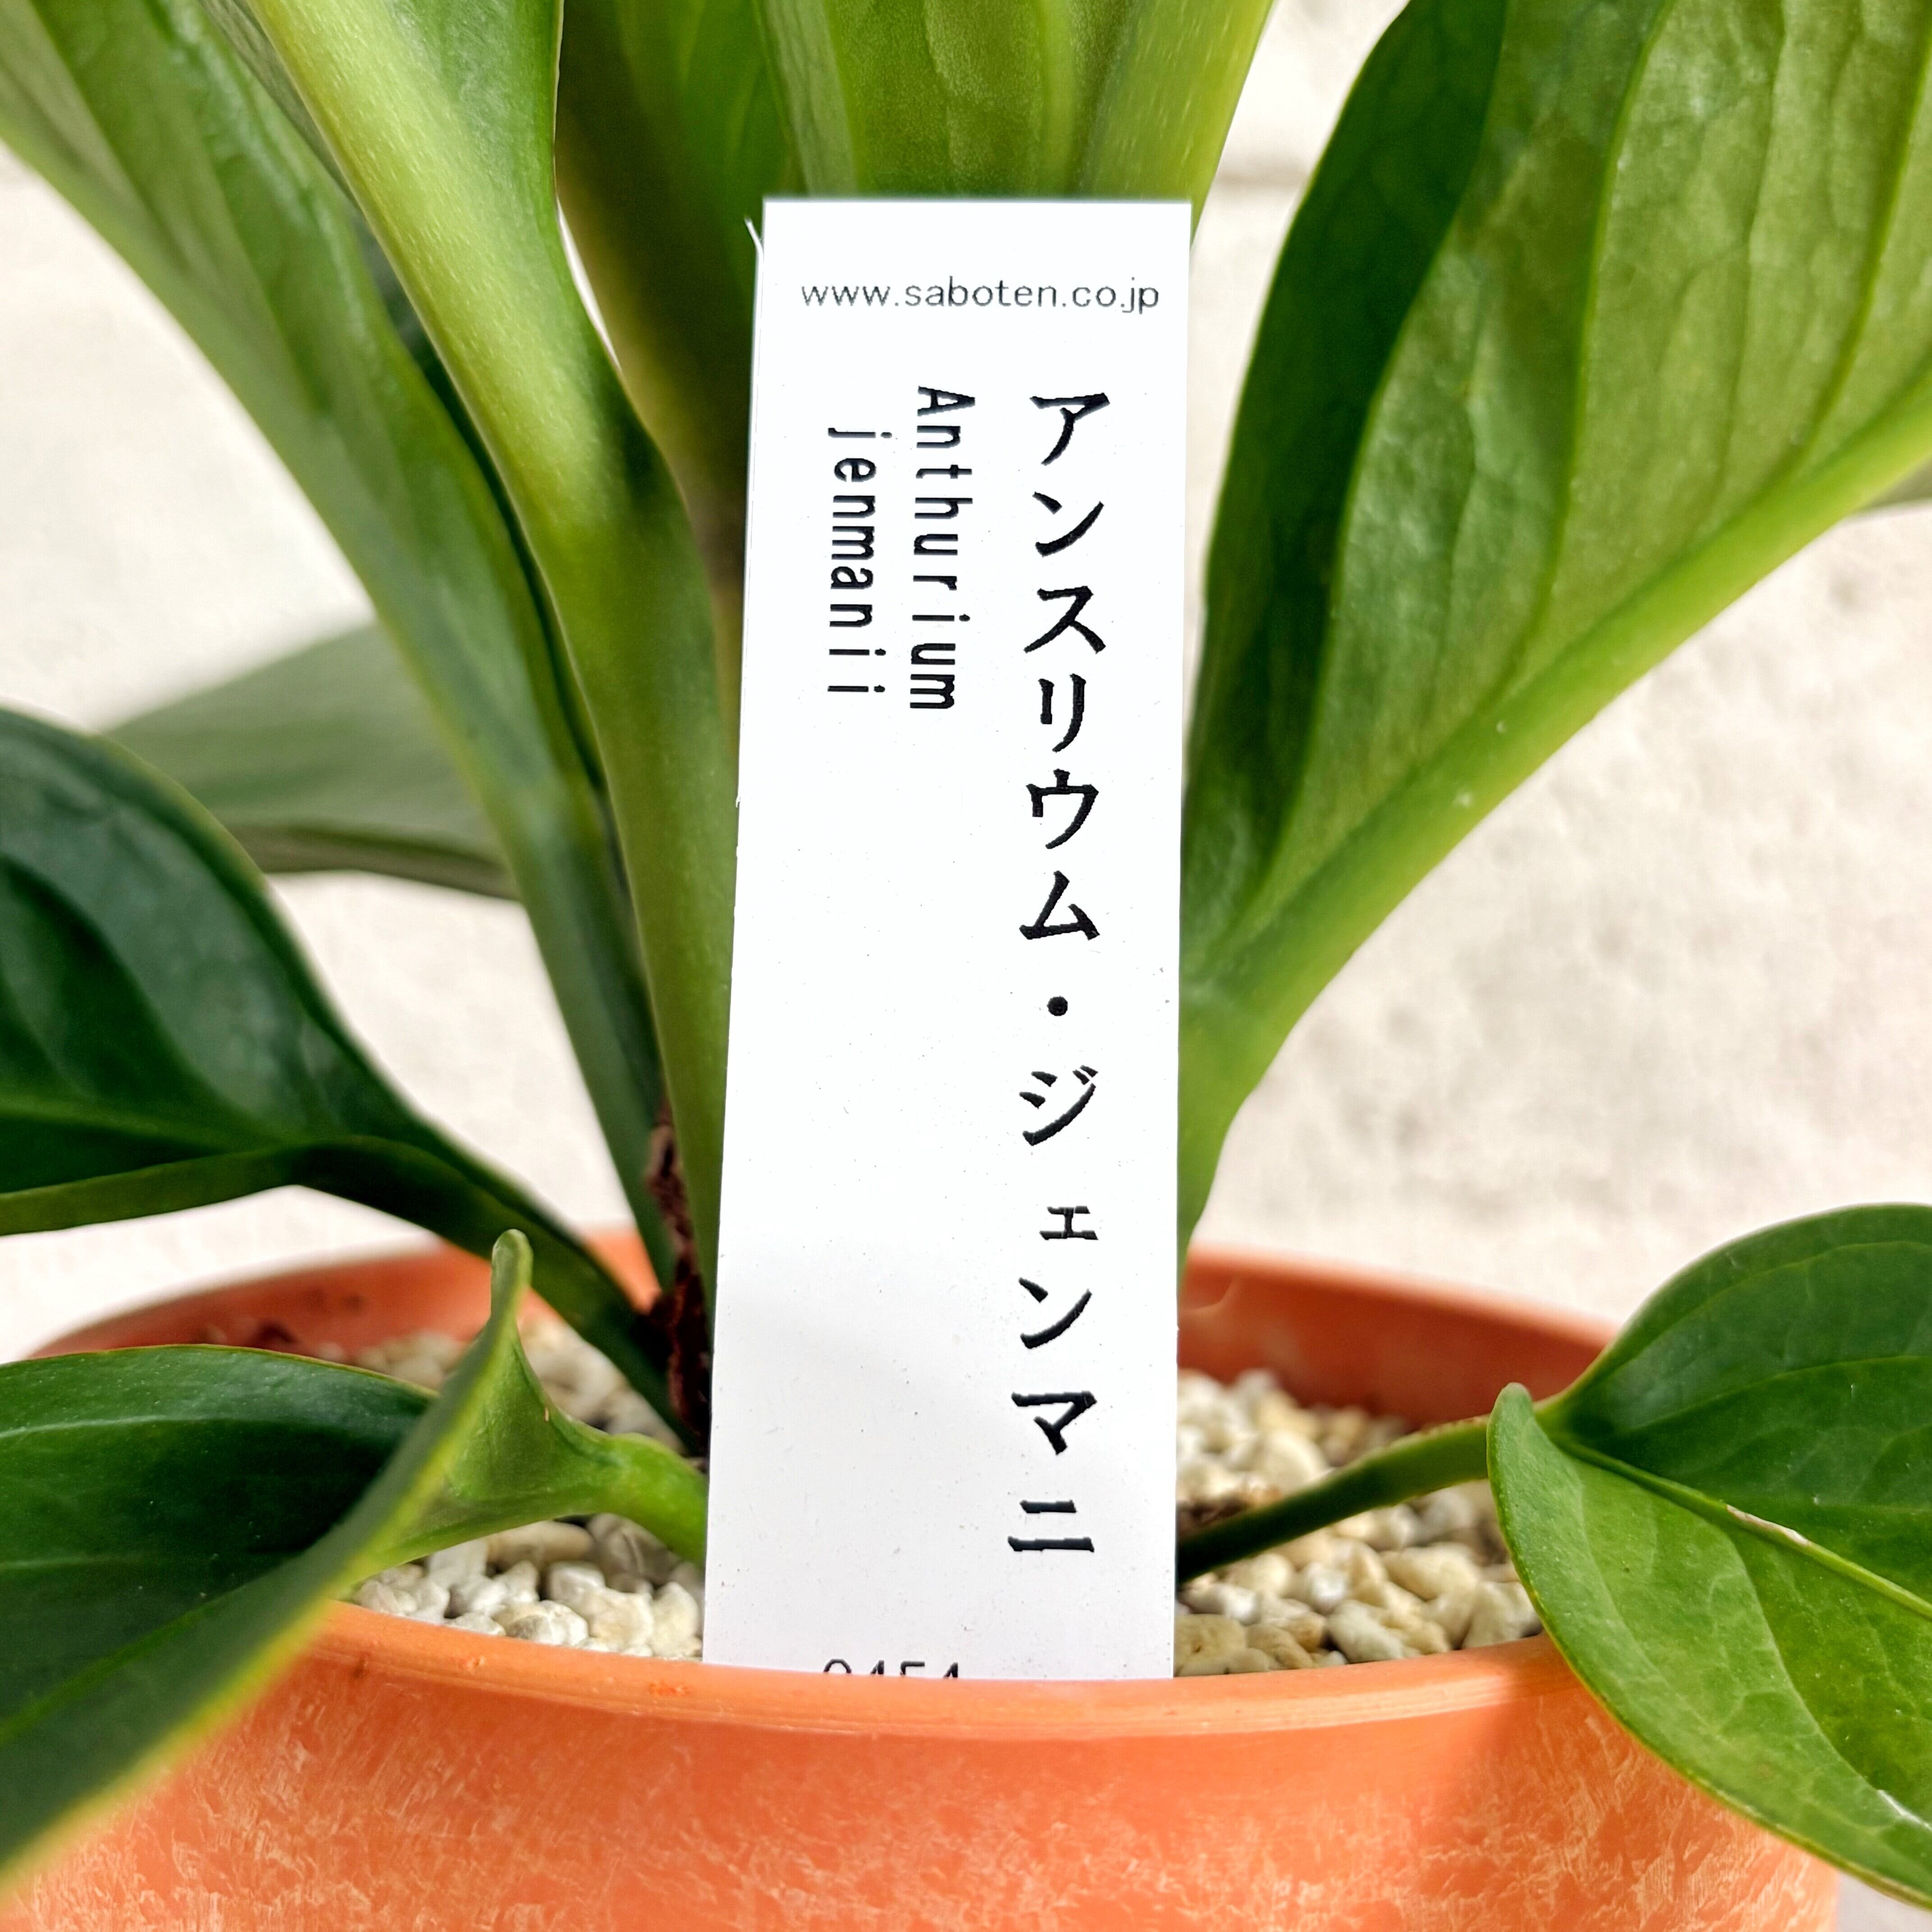 www.saboten.co.jp
アンスリウム・ジェンマニ
Anthurium
jenmanii